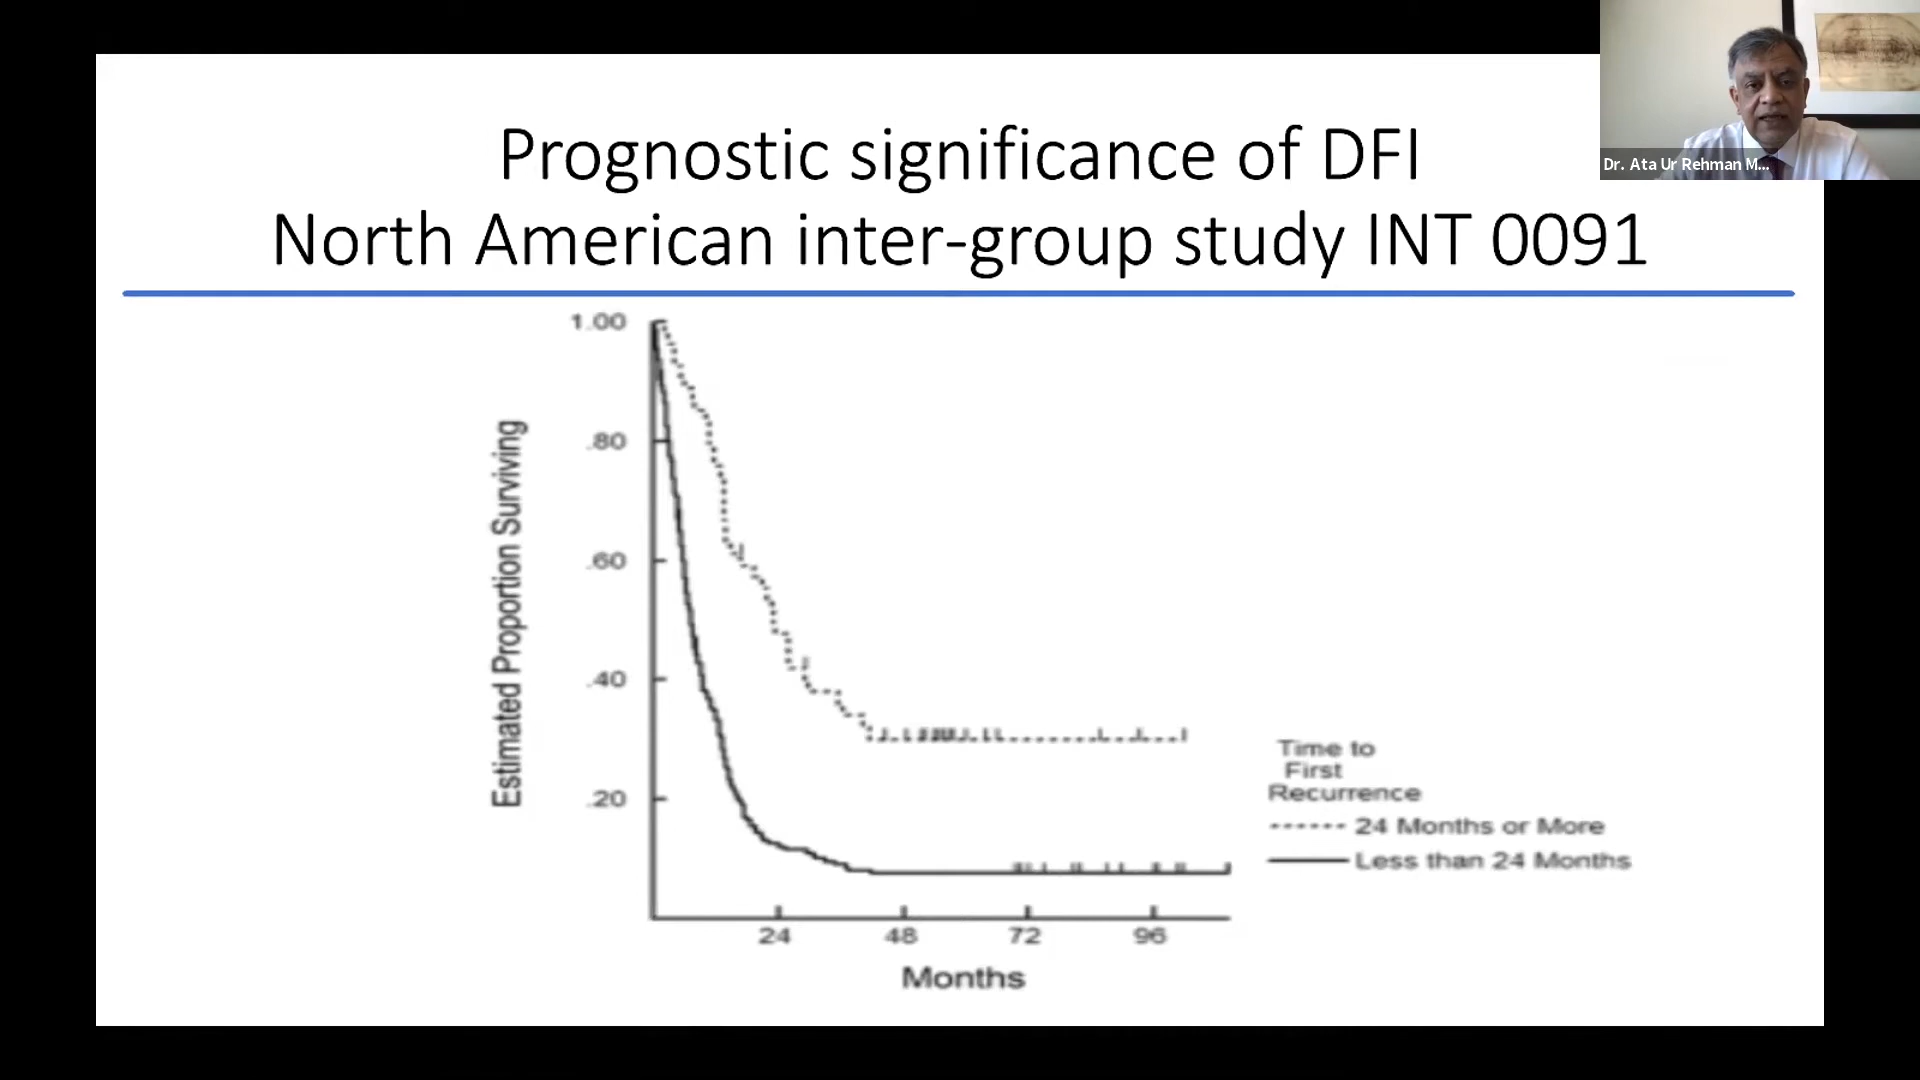 Prognostic significance of DFI
North American inter-group study INT 0091
Dr. Ata Ur Rehman M...
Estimated Proportion Surviving
1.00
.80
.60
.40
.20
24 48 72 96
Months
Time to
First
Recurrence
24 Months or More
Less than 24 Months